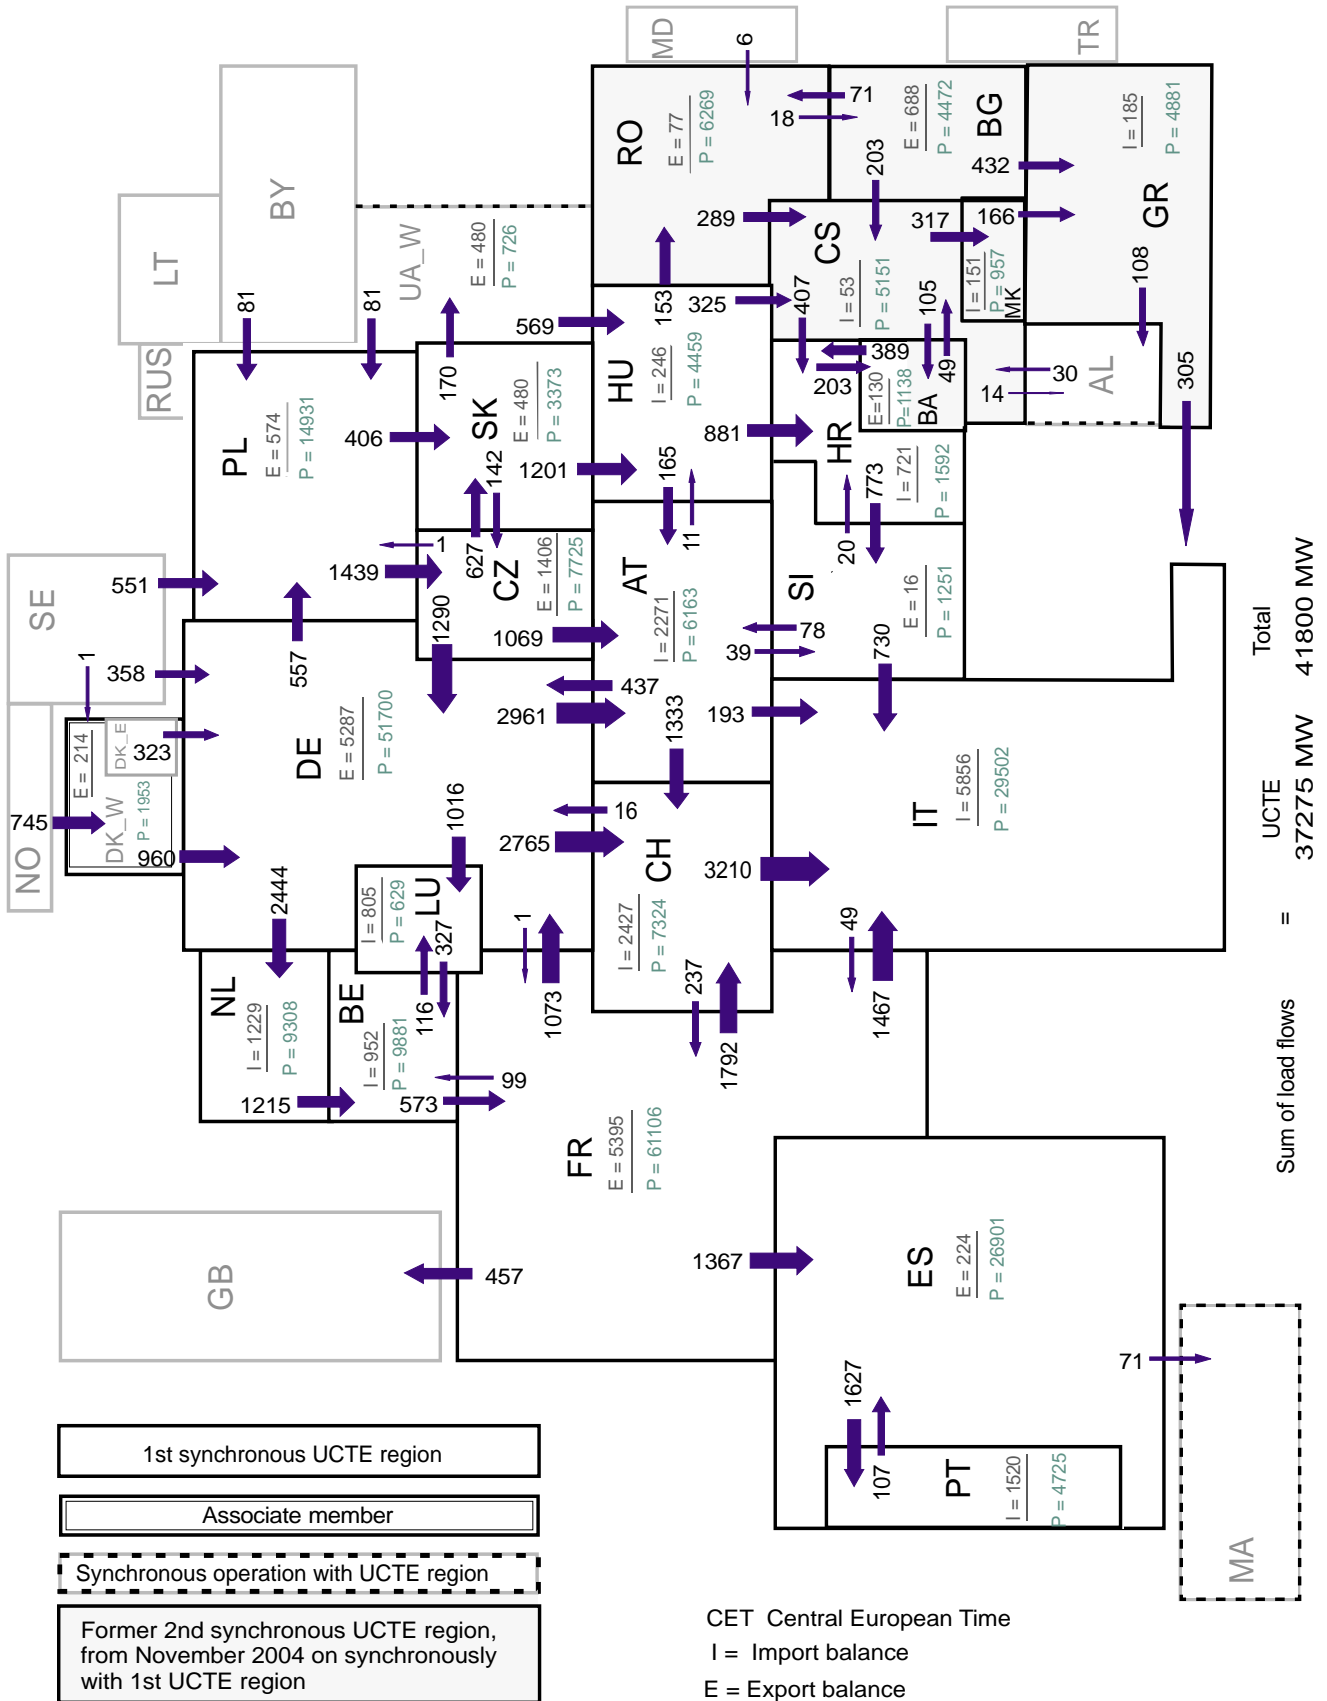 MD
TR
6
RO
E = 77
P = 6269
71
18
E = 688
P = 4472
BG
I = 185
P = 4881
GR
BY
LT
RUS
UA_W
E = 480
P = 726
203
432
166
289
CS
I = 53
P = 5151
317
I = 151
P = 957
MK
108
305
81
81
170
569
153
325
407
105
49
389
203
E=130
P=1138
BA
30
14
AL
PL
E = 574
P = 14931
406
SK
E = 480
P = 3373
HU
I = 246
P = 4459
881
HR
I = 721
P = 1592
1201
142
627
165
11
20
773
SE
551
1
1439
CZ
E = 1406
P = 7725
AT
I = 2271
P = 6163
SI
E = 16
P = 1251
557
1290
1069
78
39
730
1
358
437
2961
1333
193
NO
745
DK_E
323
E = 214
P = 1953
DK_W
960
DE
E = 5287
P = 51700
1016
16
2765
CH
I = 2427
P = 7324
3210
IT
I = 5856
P = 29502
2444
I = 805
P = 629
LU
327
116
1
1073
237
1792
49
1467
NL
I = 1229
P = 9308
BE
I = 952
P = 9881
1215
99
573
FR
E = 5395
P = 61106
GB
457
1367
ES
E = 224
P = 26901
71
1627
107
PT
I = 1520
P = 4725
MA
UCTE Total
Sum of load flows = 37275 MW 41800 MW
1st synchronous UCTE region
Associate member
Synchronous operation with UCTE region
Former 2nd synchronous UCTE region,
from November 2004 on synchronously
with 1st UCTE region
CET Central European Time
I = Import balance
E = Export balance